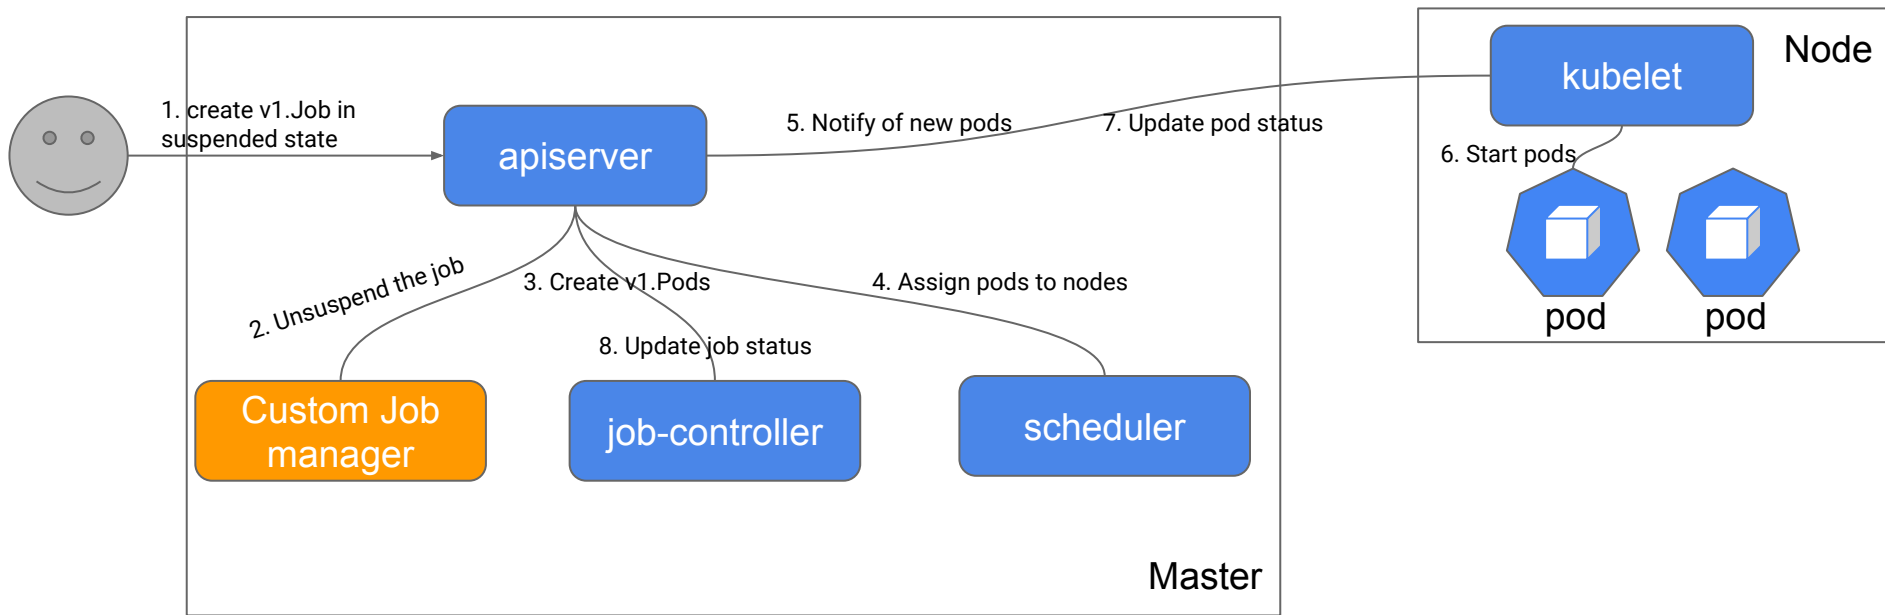 Node
kubelet
1. create v1.Job in
suspended state
5. Notify of new pods
7. Update pod status
apiserver
6. Start pods
2. Unsuspend the job
3. Create v1.Pods
4. Assign pods to nodes
pod
pod
8. Update job status
Custom Job
manager
job-controller
scheduler
Master